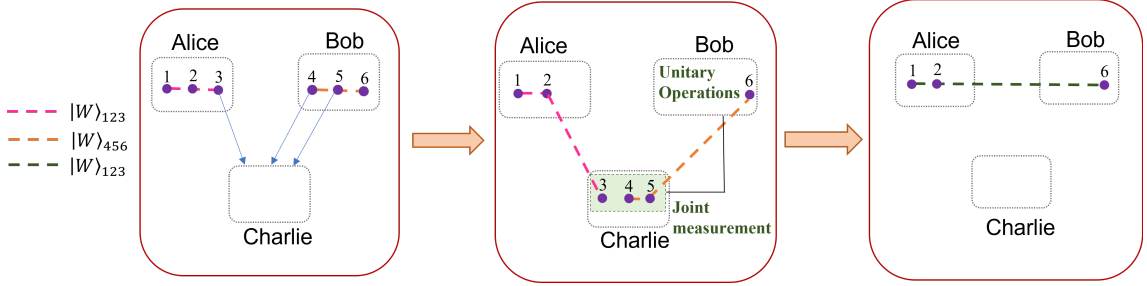 |W⟩₁₂₃
|W⟩₄₅₆
|W⟩₁₂₃
Alice
Bob
1 2 3
4 5 6
Charlie
Alice
Bob
1 2
Unitary
Operations
6
3 4 5
Joint
measurement
Charlie
Alice
Bob
1 2
6
Charlie